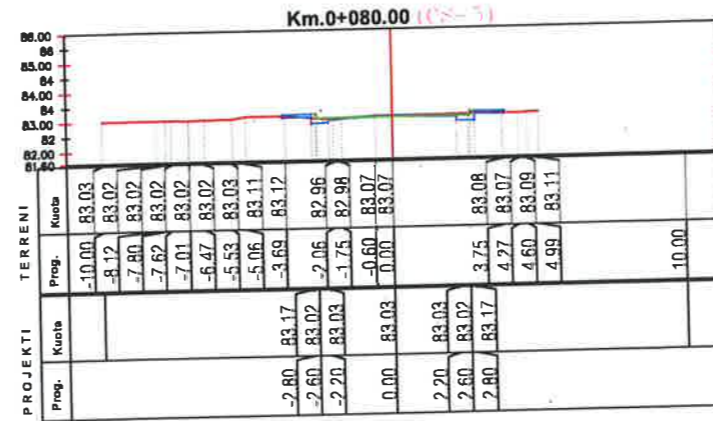 Km.0+080.00 (CS-5)
86.00
86
85.00
84
84.00
84
83.00
82
82.00
81.50
TERRENI
Kuota 83.03 83.02 83.02 83.02 83.02 83.02 83.03 83.11 83.12 82.96 82.98 83.07 83.07 83.08 83.07 83.09 83.11
Prog. -10.00 -8.12 -7.80 -7.62 -7.01 -6.47 -5.53 -5.06 -3.69 -2.06 -1.75 -0.60 0.00 3.75 4.27 4.60 4.99 10.00
PROJEKTI
Kuota 83.17 83.02 83.03 83.03 83.03 83.02 83.17
Prog. -2.80 -2.60 -2.20 0.00 2.20 2.60 2.80